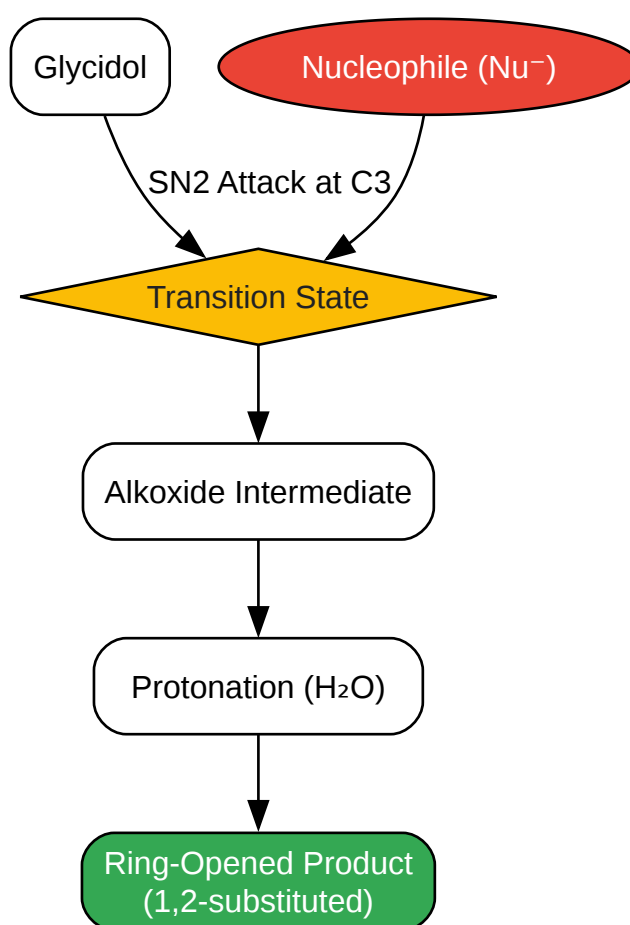 Glycidol
Nucleophile (Nu⁻)
SN2 Attack at C3
Transition State
Alkoxide Intermediate
Protonation (H₂O)
Ring-Opened Product
(1,2-substituted)